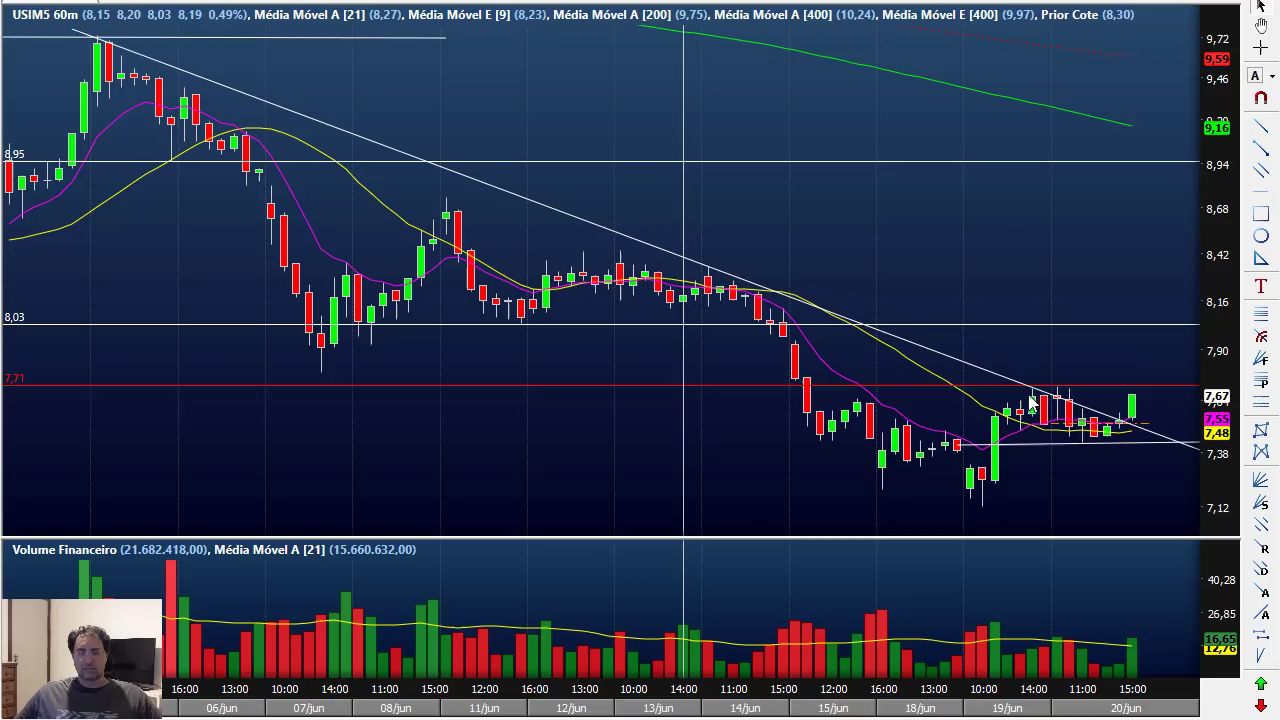 USIM5 60m (8,15 8,20 8,03 8,19 0,49%), Média Móvel A [21] (8,27), Média Móvel E [9] (8,23), Média Móvel A [200] (9,75), Média Móvel A [400] (10,24), Média Móvel E [400] (9,97), Prior Cote (8,30)
9,72
9,59
9,46
9,16
8,95
8,94
8,68
8,42
8,16
8,03
7,90
7,71
7,67
7,55
7,48
7,38
7,12
Volume Financeiro (21.682.418,00), Média Móvel A [21] (15.660.632,00)
40,28
26,85
16,65
12,76
16:00 13:00 10:00 14:00 11:00 15:00 12:00 16:00 13:00 10:00 14:00 11:00 15:00 12:00 16:00 13:00 10:00 14:00 11:00 15:00
06/jun 07/jun 08/jun 11/jun 12/jun 13/jun 14/jun 15/jun 18/jun 19/jun 20/jun
A
T
F
P
S
R
D
A
A